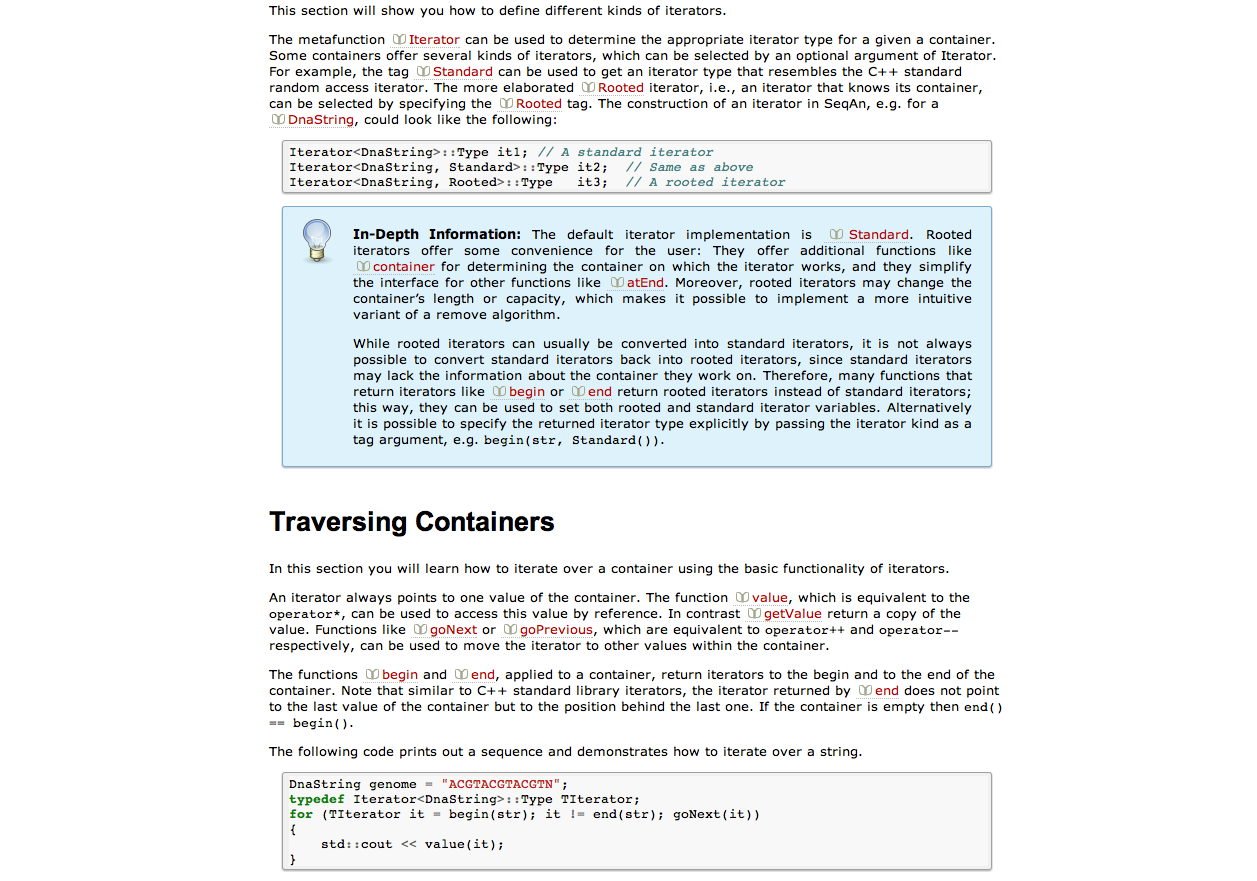 This section will show you how to define different kinds of iterators.
The metafunction Iterator can be used to determine the appropriate iterator type for a given a container.
Some containers offer several kinds of iterators, which can be selected by an optional argument of Iterator.
For example, the tag Standard can be used to get an iterator type that resembles the C++ standard
random access iterator. The more elaborated Rooted iterator, i.e., an iterator that knows its container,
can be selected by specifying the Rooted tag. The construction of an iterator in SeqAn, e.g. for a
DnaString, could look like the following:
Iterator<DnaString>::Type it1; // A standard iterator
Iterator<DnaString, Standard>::Type it2;  // Same as above
Iterator<DnaString, Rooted>::Type   it3;  // A rooted iterator
In-Depth Information: The default iterator implementation is Standard. Rooted
iterators offer some convenience for the user: They offer additional functions like
container for determining the container on which the iterator works, and they simplify
the interface for other functions like atEnd. Moreover, rooted iterators may change the
container's length or capacity, which makes it possible to implement a more intuitive
variant of a remove algorithm.
While rooted iterators can usually be converted into standard iterators, it is not always
possible to convert standard iterators back into rooted iterators, since standard iterators
may lack the information about the container they work on. Therefore, many functions that
return iterators like begin or end return rooted iterators instead of standard iterators;
this way, they can be used to set both rooted and standard iterator variables. Alternatively
it is possible to specify the returned iterator type explicitly by passing the iterator kind as a
tag argument, e.g. begin(str, Standard()).
Traversing Containers
In this section you will learn how to iterate over a container using the basic functionality of iterators.
An iterator always points to one value of the container. The function value, which is equivalent to the
operator*, can be used to access this value by reference. In contrast getValue return a copy of the
value. Functions like goNext or goPrevious, which are equivalent to operator++ and operator--
respectively, can be used to move the iterator to other values within the container.
The functions begin and end, applied to a container, return iterators to the begin and to the end of the
container. Note that similar to C++ standard library iterators, the iterator returned by end does not point
to the last value of the container but to the position behind the last one. If the container is empty then end()
== begin().
The following code prints out a sequence and demonstrates how to iterate over a string.
DnaString genome = "ACGTACGTACGTN";
typedef Iterator<DnaString>::Type TIterator;
for (TIterator it = begin(str); it != end(str); goNext(it))
{
    std::cout << value(it);
}